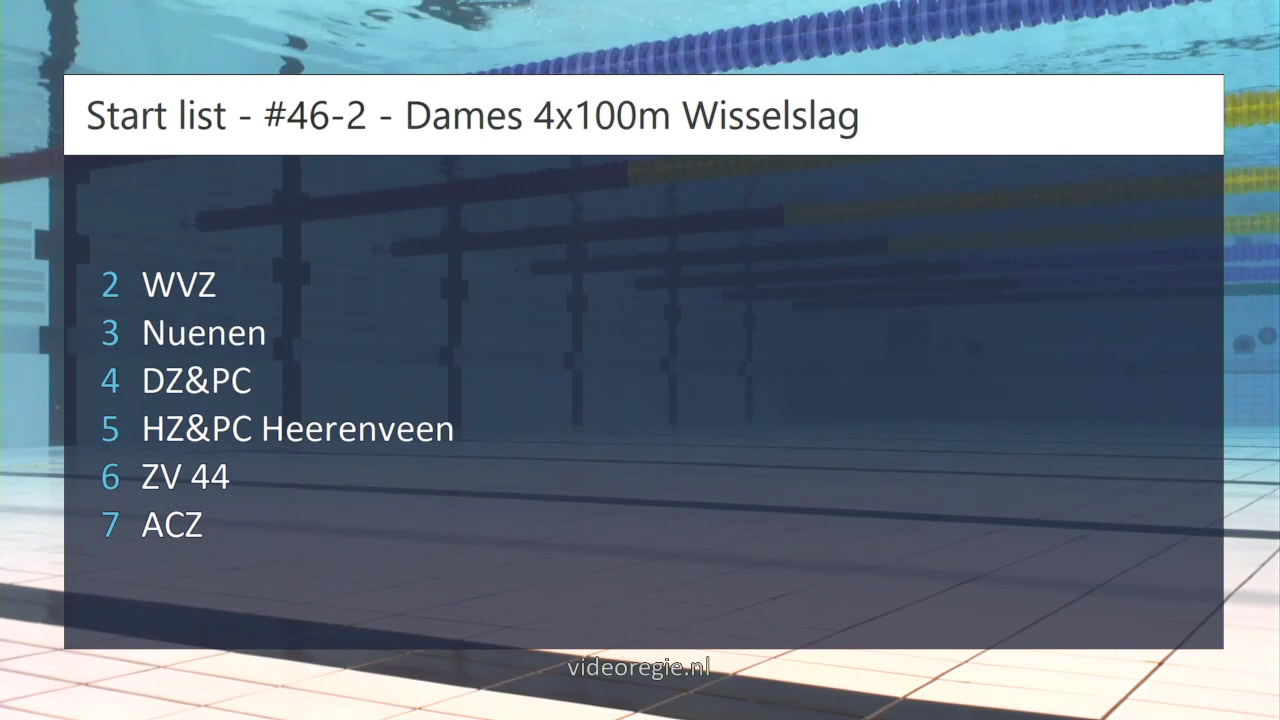 Start list - #46-2 - Dames 4x100m Wisselslag
2 WVZ
3 Nuenen
4 DZ&PC
5 HZ&PC Heerenveen
6 ZV 44
7 ACZ
videoregie.nl